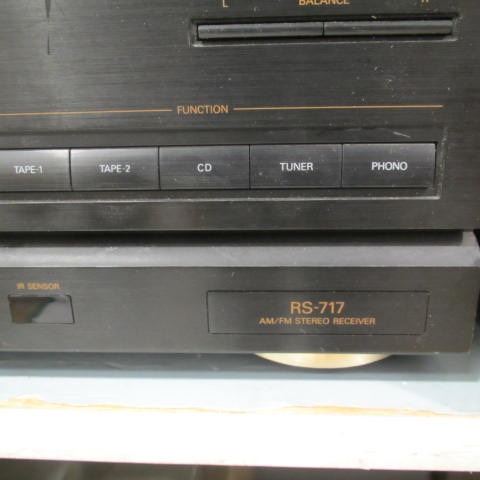 L BALANCE R
FUNCTION
TAPE-1 TAPE-2 CD TUNER PHONO
IR SENSOR
RS-717
AM/FM STEREO RECEIVER